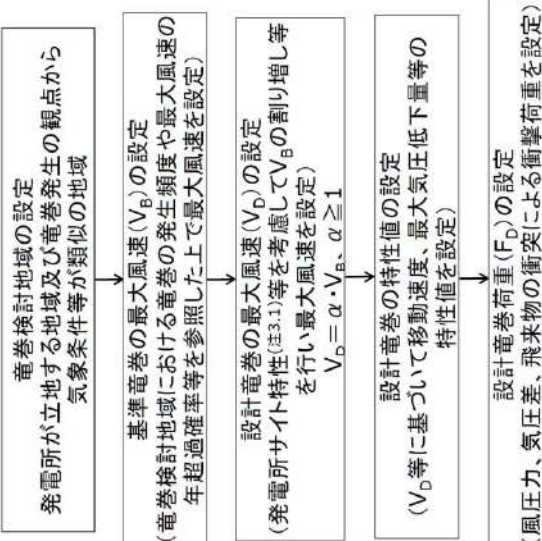 竜巻検討地域の設定
発電所が立地する地域及び竜巻発生の観点から
気象条件等が類似の地域
基準竜巻の最大風速(VB)の設定
(竜巻検討地域における竜巻の発生頻度や最大風速の
年超過確率等を参照した上で最大風速を設定)
設計竜巻の最大風速(VD)の設定
(発電所サイト特性(注3.1)等を考慮してVBの割り増し等
を行い最大風速を設定)
VD=α・VB、α≧1
設計竜巻の特性値の設定
(VD等に基づいて移動速度、最大気圧低下量等の
特性値を設定)
設計竜巻荷重(FD)の設定
(風圧力、気圧差、飛来物の衝突による衝撃荷重を設定)